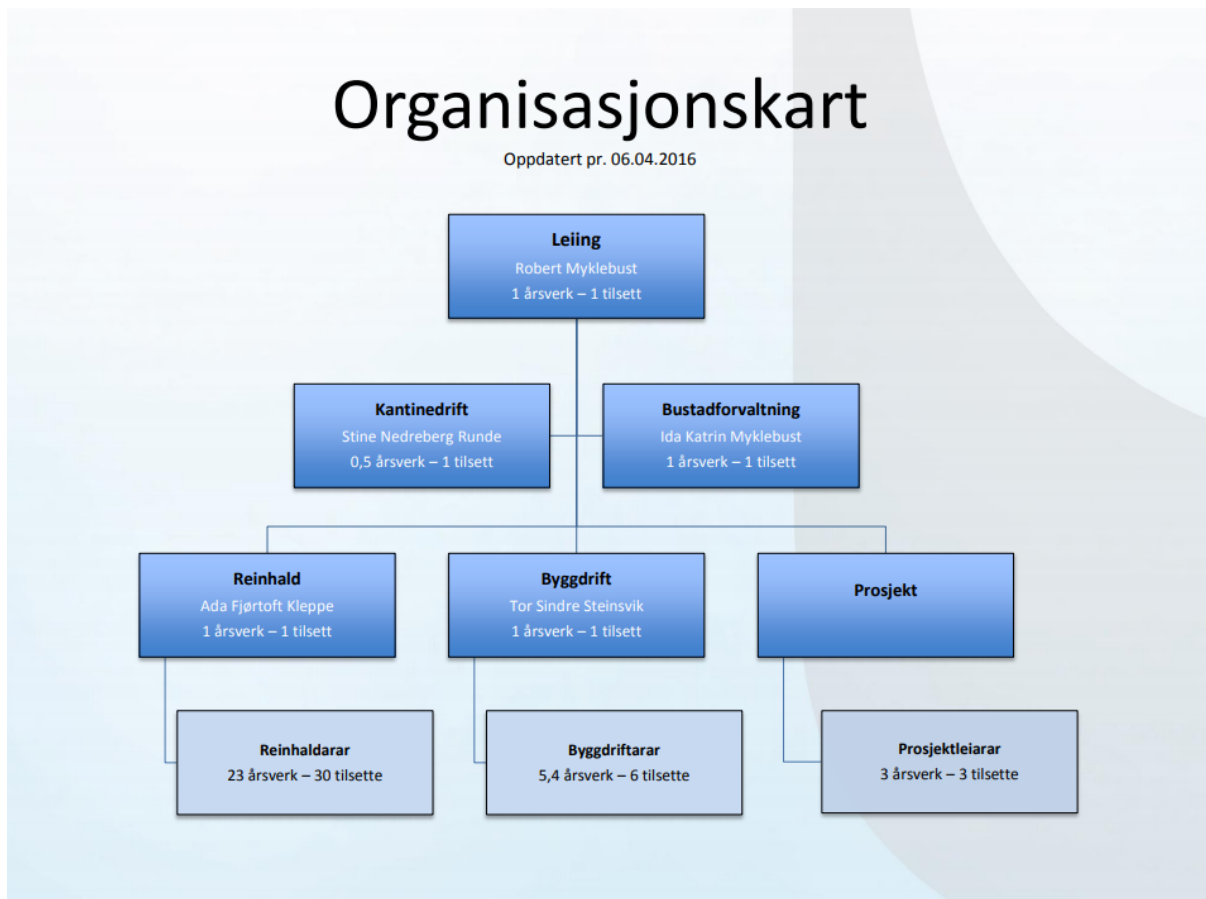 Organisasjonskart
Oppdatert pr. 06.04.2016
Leiing
Robert Myklebust
1 årsverk – 1 tilsett
Kantinedrift
Stine Nedreberg Runde
0,5 årsverk – 1 tilsett
Bustadforvaltning
Ida Katrin Myklebust
1 årsverk – 1 tilsett
Reinhald
Ada Fjørtoft Kleppe
1 årsverk – 1 tilsett
Byggdrift
Tor Sindre Steinsvik
1 årsverk – 1 tilsett
Prosjekt
Reinhaldarar
23 årsverk – 30 tilsette
Byggdriftarar
5,4 årsverk – 6 tilsette
Prosjektleiarar
3 årsverk – 3 tilsette